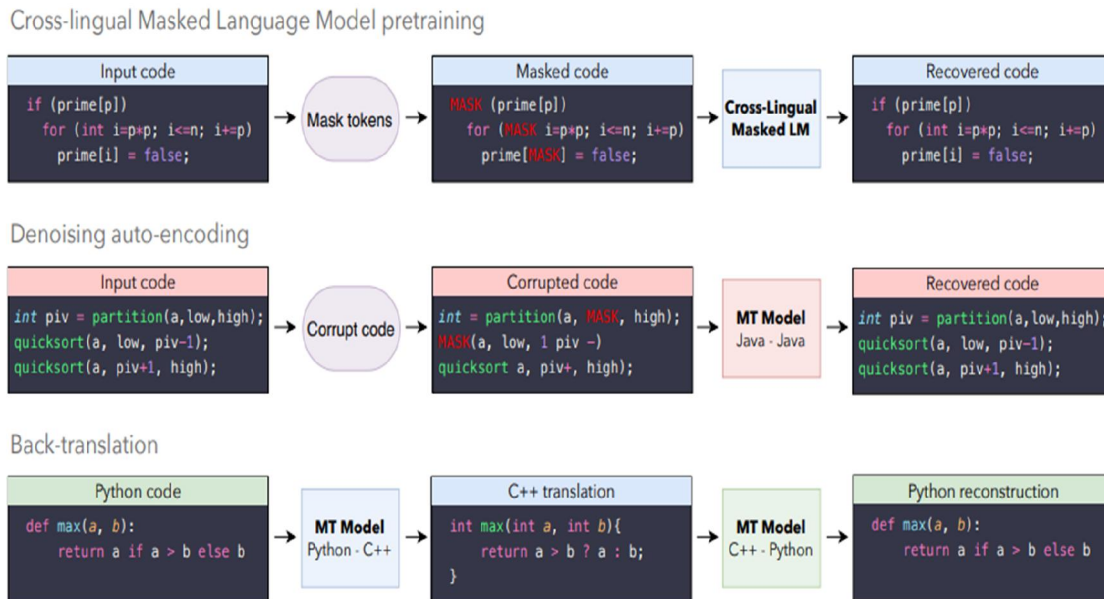 Cross-lingual Masked Language Model pretraining
Input code
if (prime[p])
for (int i=p*p; i<=n; i+=p)
prime[i] = false;
Mask tokens
Masked code
MASK (prime[p])
for (MASK i=p*p; i<=n; i+=p)
prime[MASK] = false;
Cross-Lingual
Masked LM
Recovered code
if (prime[p])
for (int i=p*p; i<=n; i+=p)
prime[i] = false;
Denoising auto-encoding
Input code
int piv = partition(a,low,high);
quicksort(a, low, piv-1);
quicksort(a, piv+1, high);
Corrupt code
Corrupted code
int = partition(a, MASK, high);
MASK(a, low, 1 piv -)
quicksort a, piv+, high);
MT Model
Java - Java
Recovered code
int piv = partition(a,low,high);
quicksort(a, low, piv-1);
quicksort(a, piv+1, high);
Back-translation
Python code
def max(a, b):
return a if a > b else b
MT Model
Python - C++
C++ translation
int max(int a, int b){
return a > b ? a : b;
}
MT Model
C++ - Python
Python reconstruction
def max(a, b):
return a if a > b else b